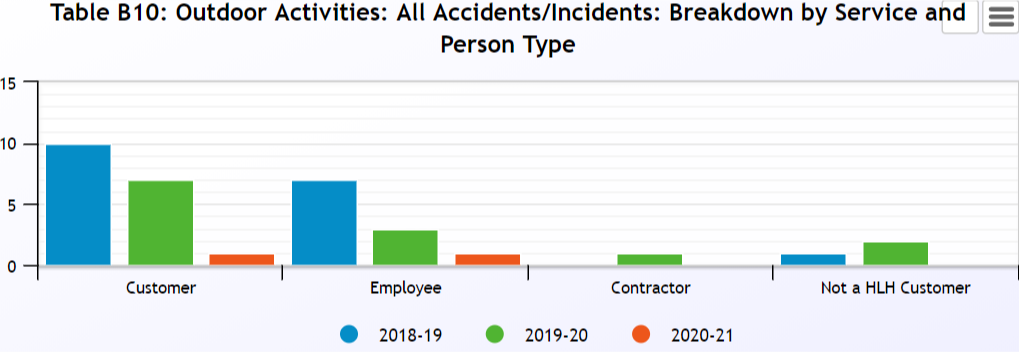 Table B10: Outdoor Activities: All Accidents/Incidents: Breakdown by Service and
Person Type
15
10
5
0
Customer Employee Contractor Not a HLH Customer
2018-19 2019-20 2020-21